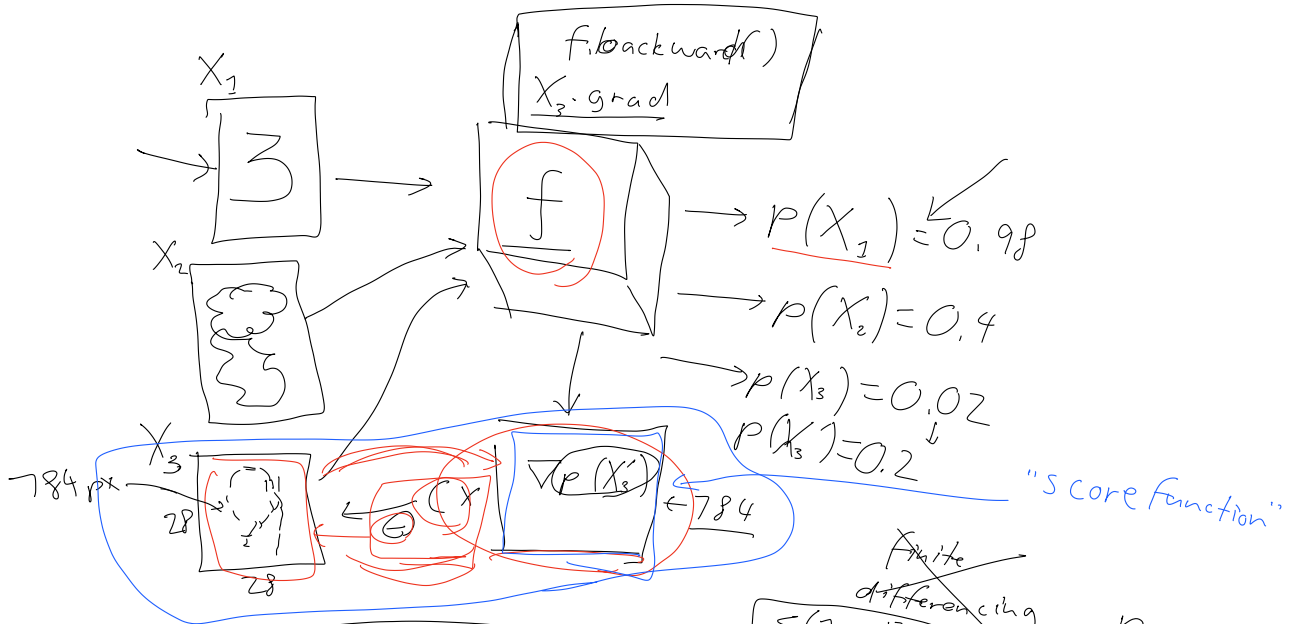 f.backward()
X₃.grad
X₁
3
f
p(X₁)=0.98
X₂
p(X₂)=0.4
p(X₃)=0.02
p(X₃')=0.2
X₃
784 px
28
28
∇p(X₃')
784
"Score function"
Finite
differencing